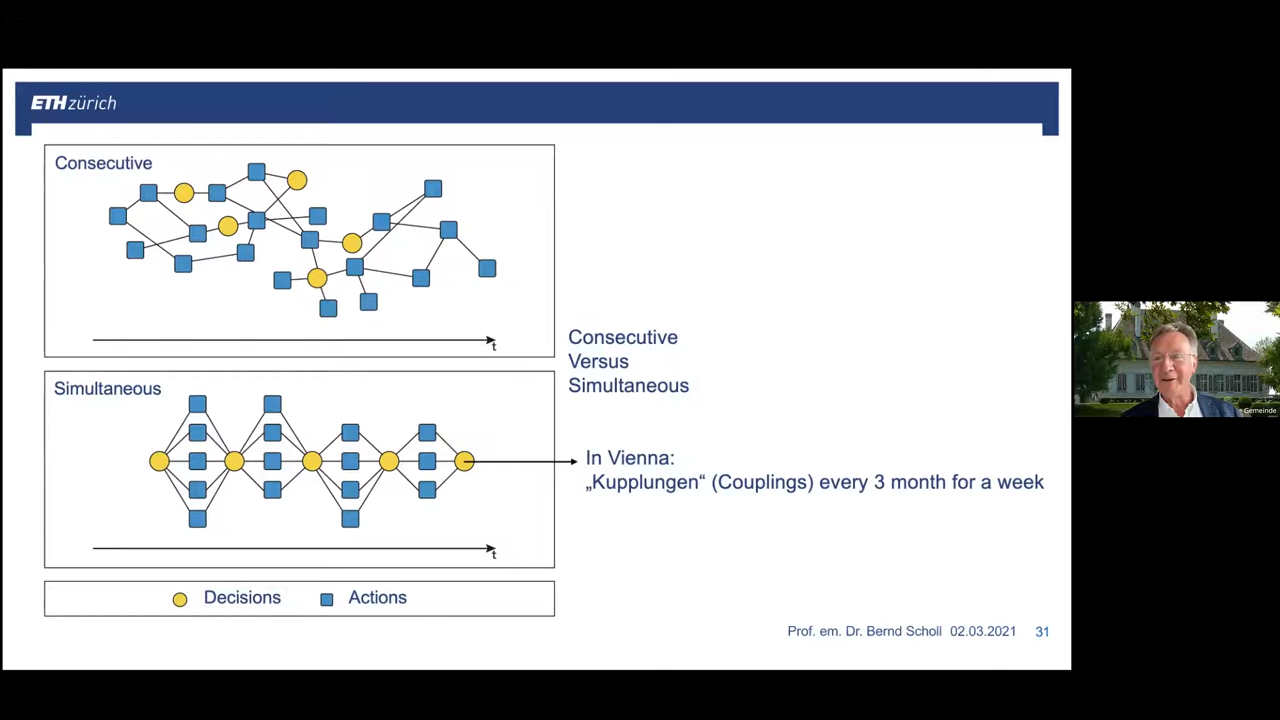 ETH zürich
Consecutive
t
Consecutive
Versus
Simultaneous
Simultaneous
In Vienna:
„Kupplungen“ (Couplings) every 3 month for a week
t
Decisions
Actions
Prof. em. Dr. Bernd Scholl 02.03.2021 31
Gemeinde